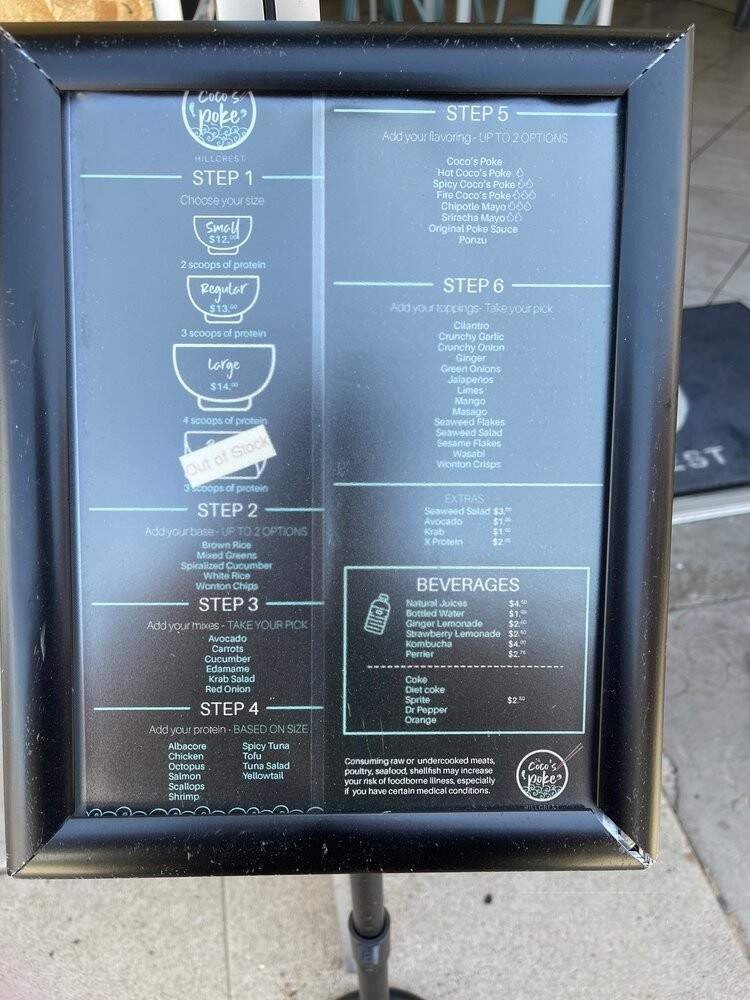 Coco's
Poke
HILLCREST
STEP 1
Choose your size
Small
$12.00
2 scoops of protein
Regular
$13.00
3 scoops of protein
Large
$14.00
4 scoops of protein
Out of Stock
3 scoops of protein
STEP 2
Add your base - UP TO 2 OPTIONS
Brown Rice
Mixed Greens
Spiralized Cucumber
White Rice
Wonton Chips
STEP 3
Add your mixes - TAKE YOUR PICK
Avocado
Carrots
Cucumber
Edamame
Krab Salad
Red Onion
STEP 4
Add your protein - BASED ON SIZE
Albacore
Chicken
Octopus
Salmon
Scallops
Shrimp
Spicy Tuna
Tofu
Tuna Salad
Yellowtail
STEP 5
Add your flavoring - UP TO 2 OPTIONS
Coco's Poke
Hot Coco's Poke
Spicy Coco's Poke
Fire Coco's Poke
Chipotle Mayo
Sriracha Mayo
Original Poke Sauce
Ponzu
STEP 6
Add your toppings- Take your pick
Cilantro
Crunchy Garlic
Crunchy Onion
Ginger
Green Onions
Jalapeños
Limes
Mango
Masago
Seaweed Flakes
Seaweed Salad
Sesame Flakes
Wasabi
Wonton Crisps
EXTRAS
Seaweed Salad $3.
Avocado $1.
Krab $1.
X Protein $2.
BEVERAGES
Natural Juices $4.50
Bottled Water $1.
Ginger Lemonade $2.
Strawberry Lemonade $2.50
Kombucha $4.
Perrier $2.75
Coke
Diet coke
Sprite $2.50
Dr Pepper
Orange
Consuming raw or undercooked meats,
poultry, seafood, shellfish may increase
your risk of foodborne illness, especially
if you have certain medical conditions.
Coco's
Poke
HILLCREST
EST